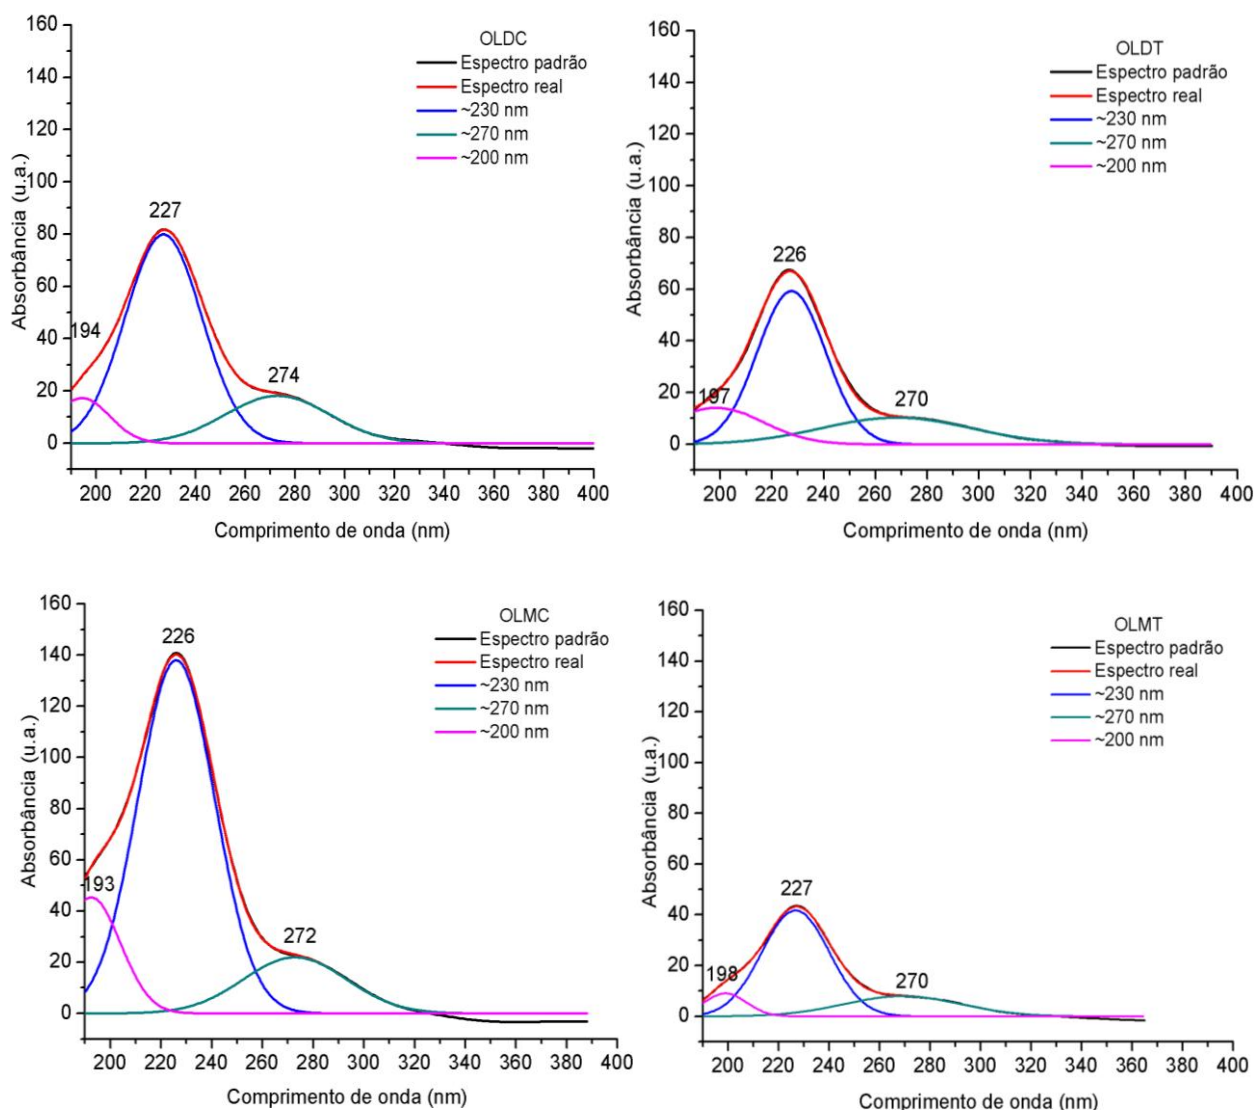 OLDC
Espectro padrão
Espectro real
~230 nm
~270 nm
~200 nm
160
140
120
100
80
60
40
20
0
Absorbância (u.a.)
227
194
274
200 220 240 260 280 300 320 340 360 380 400
Comprimento de onda (nm)
OLDT
Espectro padrão
Espectro real
~230 nm
~270 nm
~200 nm
160
140
120
100
80
60
40
20
0
Absorbância (u.a.)
226
197
270
200 220 240 260 280 300 320 340 360 380 400
Comprimento de onda (nm)
OLMC
Espectro padrão
Espectro real
~230 nm
~270 nm
~200 nm
160
140
120
100
80
60
40
20
0
Absorbância (u.a.)
226
193
272
200 220 240 260 280 300 320 340 360 380 400
Comprimento de onda (nm)
OLMT
Espectro padrão
Espectro real
~230 nm
~270 nm
~200 nm
160
140
120
100
80
60
40
20
0
Absorbância (u.a.)
227
198
270
200 220 240 260 280 300 320 340 360 380 400
Comprimento de onda (nm)